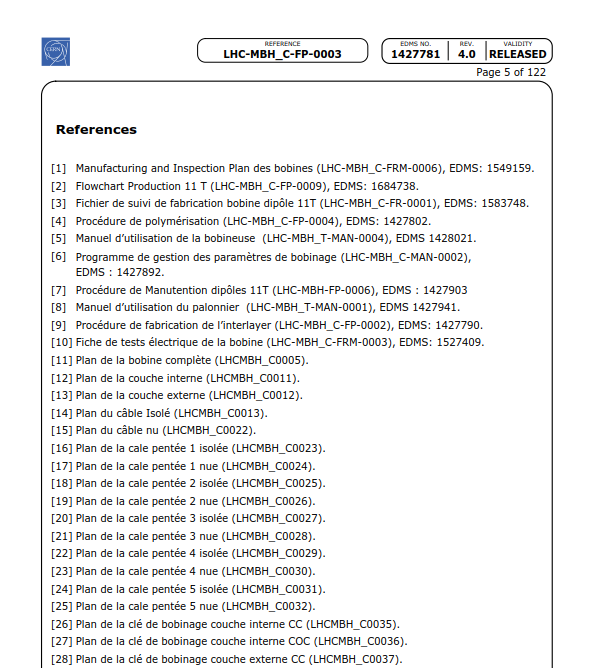 CERN
REFERENCE
LHC-MBH_C-FP-0003
EDMS NO.
1427781
REV.
4.0
VALIDITY
RELEASED
Page 5 of 122
References
[1] Manufacturing and Inspection Plan des bobines (LHC-MBH_C-FRM-0006), EDMS: 1549159.
[2] Flowchart Production 11 T (LHC-MBH_C-FP-0009), EDMS: 1684738.
[3] Fichier de suivi de fabrication bobine dipôle 11T (LHC-MBH_C-FR-0001), EDMS: 1583748.
[4] Procédure de polymérisation (LHC-MBH_C-FP-0004), EDMS: 1427802.
[5] Manuel d’utilisation de la bobineuse (LHC-MBH_T-MAN-0004), EDMS 1428021.
[6] Programme de gestion des paramètres de bobinage (LHC-MBH_C-MAN-0002),
EDMS : 1427892.
[7] Procédure de Manutention dipôles 11T (LHC-MBH-FP-0006), EDMS : 1427903
[8] Manuel d’utilisation du palonnier (LHC-MBH_T-MAN-0001), EDMS 1427941.
[9] Procédure de fabrication de l’interlayer (LHC-MBH_C-FP-0002), EDMS: 1427790.
[10] Fiche de tests électrique de la bobine (LHC-MBH_C-FRM-0003), EDMS: 1527409.
[11] Plan de la bobine complète (LHCMBH_C0005).
[12] Plan de la couche interne (LHCMBH_C0011).
[13] Plan de la couche externe (LHCMBH_C0012).
[14] Plan du câble Isolé (LHCMBH_C0013).
[15] Plan du câble nu (LHCMBH_C0022).
[16] Plan de la cale pentée 1 isolée (LHCMBH_C0023).
[17] Plan de la cale pentée 1 nue (LHCMBH_C0024).
[18] Plan de la cale pentée 2 isolée (LHCMBH_C0025).
[19] Plan de la cale pentée 2 nue (LHCMBH_C0026).
[20] Plan de la cale pentée 3 isolée (LHCMBH_C0027).
[21] Plan de la cale pentée 3 nue (LHCMBH_C0028).
[22] Plan de la cale pentée 4 isolée (LHCMBH_C0029).
[23] Plan de la cale pentée 4 nue (LHCMBH_C0030).
[24] Plan de la cale pentée 5 isolée (LHCMBH_C0031).
[25] Plan de la cale pentée 5 nue (LHCMBH_C0032).
[26] Plan de la clé de bobinage couche interne CC (LHCMBH_C0035).
[27] Plan de la clé de bobinage couche interne COC (LHCMBH_C0036).
[28] Plan de la clé de bobinage couche externe CC (LHCMBH_C0037).